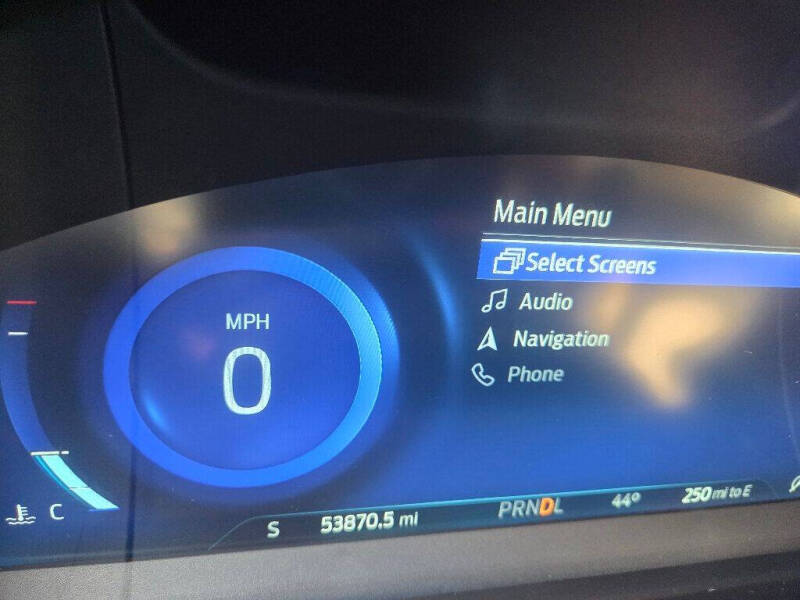 Main Menu
Select Screens
Audio
Navigation
Phone
MPH
0
C
S 53870.5 mi PRNDL 44° 250 mi to E